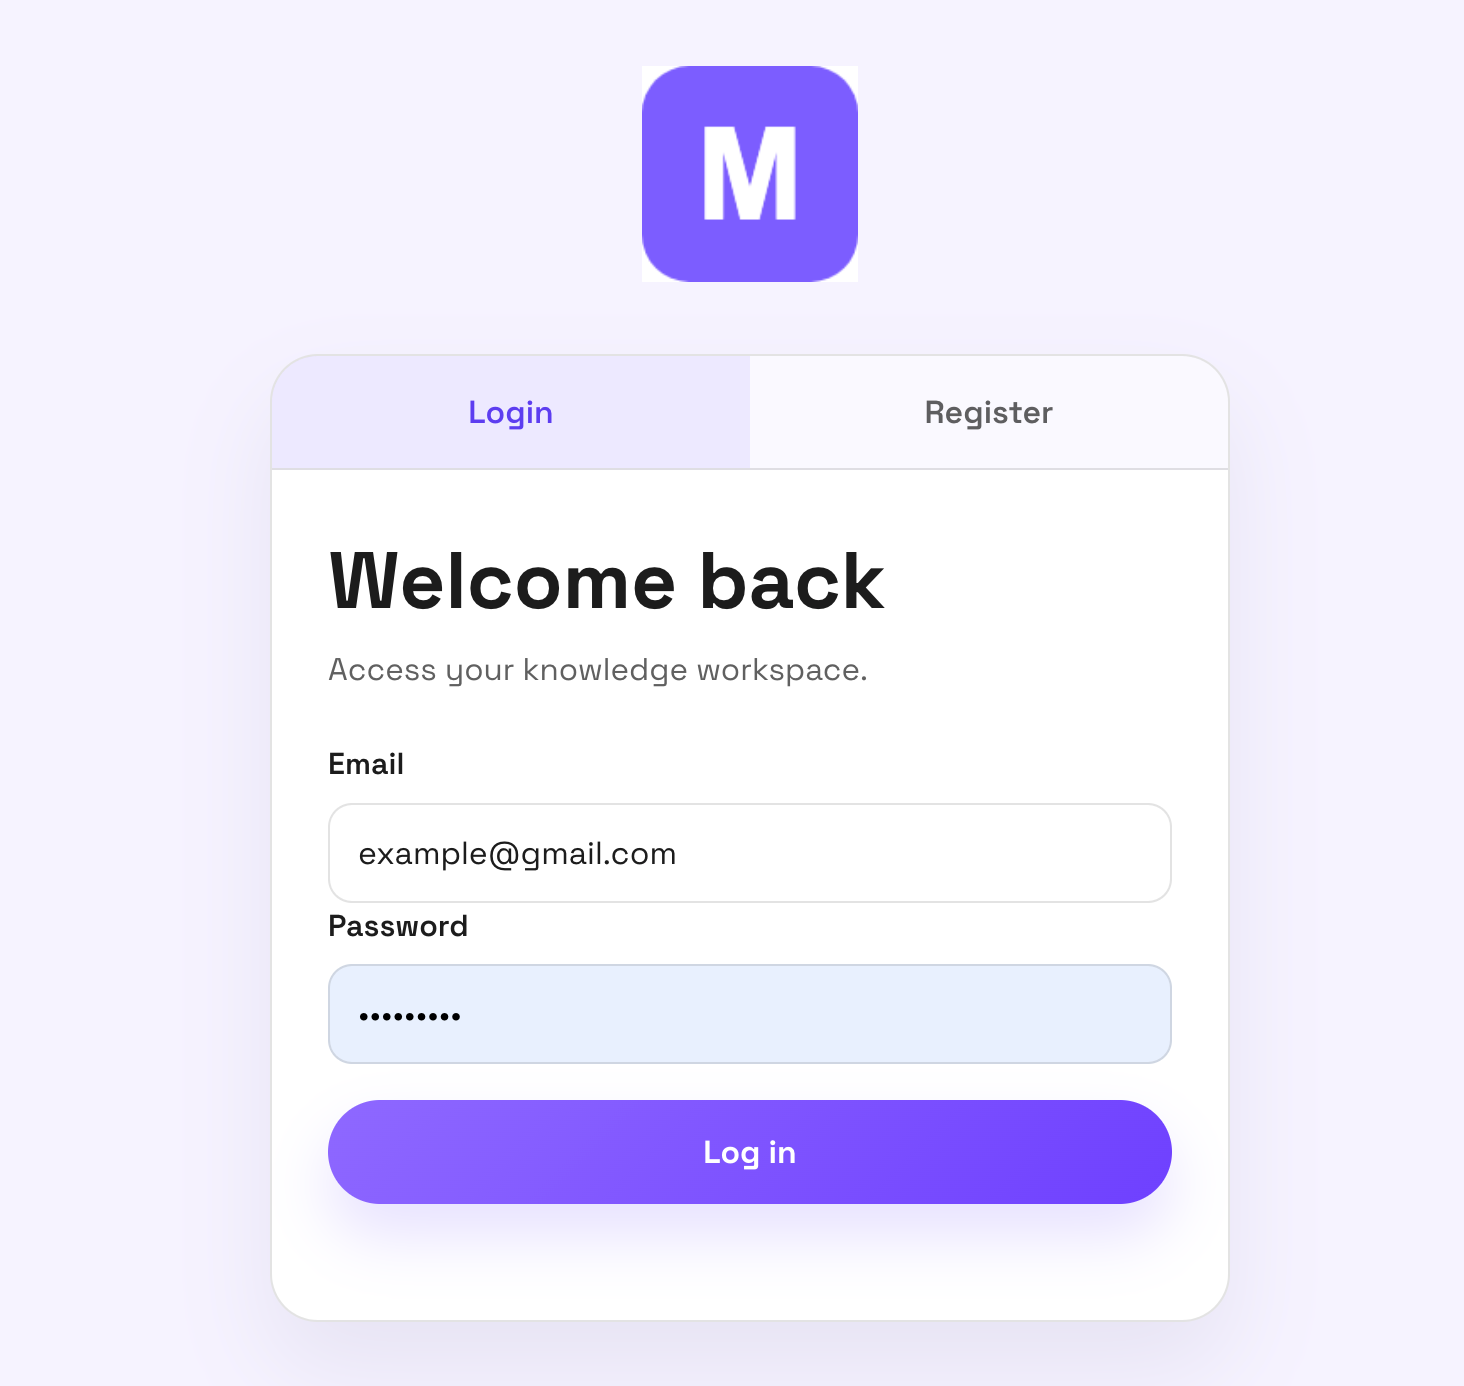 M
Login Register
Welcome back
Access your knowledge workspace.
Email
example@gmail.com
Password
•••••••••
Log in